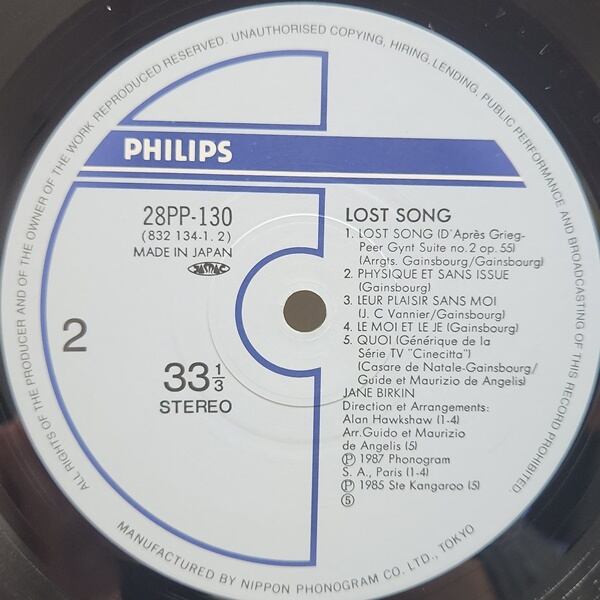 ALL RIGHTS OF THE PRODUCER AND OF THE OWNER OF THE WORK REPRODUCED RESERVED. UNAUTHORISED COPYING, HIRING, LENDING, PUBLIC PERFORMANCE AND BROADCASTING OF THIS RECORD PROHIBITED.
PHILIPS
28PP-130
(832 134-1. 2)
MADE IN JAPAN
JASRAC
2
33 1/3
STEREO
LOST SONG
1. LOST SONG (D'Après Grieg-
Peer Gynt Suite no. 2 op. 55)
(Arrgts. Gainsbourg/Gainsbourg)
2. PHYSIQUE ET SANS ISSUE
(Gainsbourg)
3. LEUR PLAISIR SANS MOI
(J. C Vannier/Gainsbourg)
4. LE MOI ET LE JE (Gainsbourg)
5. QUOI (Générique de la
Série TV "Cinecitta")
(Casare de Natale-Gainsbourg/
Guide et Maurizio de Angelis)
JANE BIRKIN
Direction et Arrangements:
Alan Hawkshaw (1-4)
Arr. Guido et Maurizio
de Angelis (5)
Ⓟ 1987 Phonogram
S. A., Paris (1-4)
Ⓟ 1985 Ste Kangaroo (5)
⑤
MANUFACTURED BY NIPPON PHONOGRAM CO. LTD., TOKYO